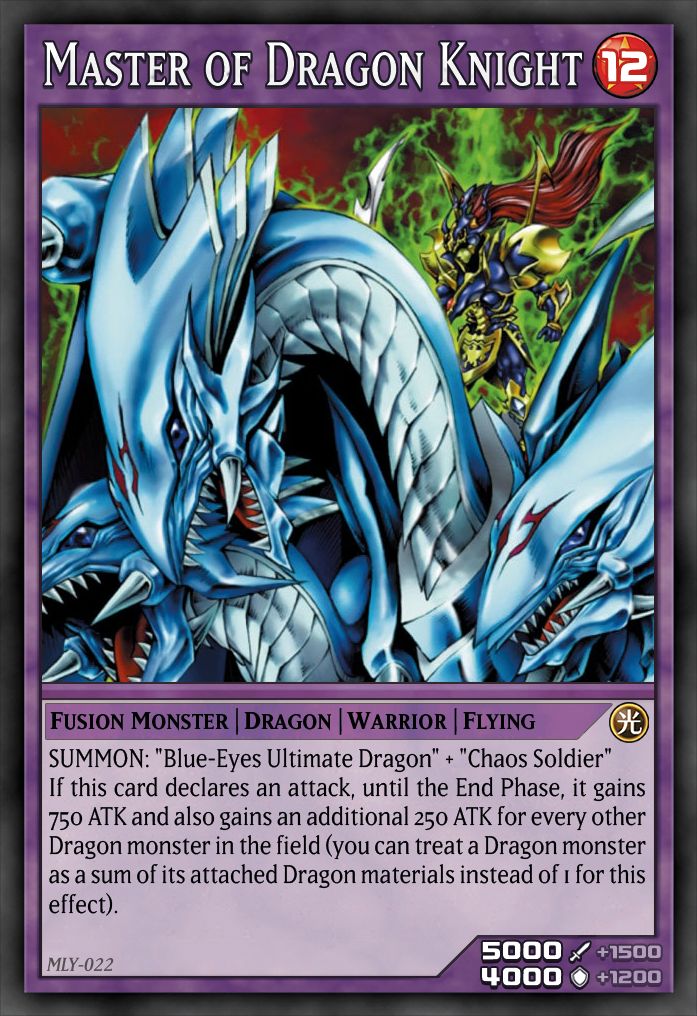 Master of Dragon Knight
12
Fusion Monster | Dragon | Warrior | Flying
光
SUMMON: "Blue-Eyes Ultimate Dragon" + "Chaos Soldier"
If this card declares an attack, until the End Phase, it gains
750 ATK and also gains an additional 250 ATK for every other
Dragon monster in the field (you can treat a Dragon monster
as a sum of its attached Dragon materials instead of 1 for this
effect).
5000 +1500
MLY-022
4000 +1200